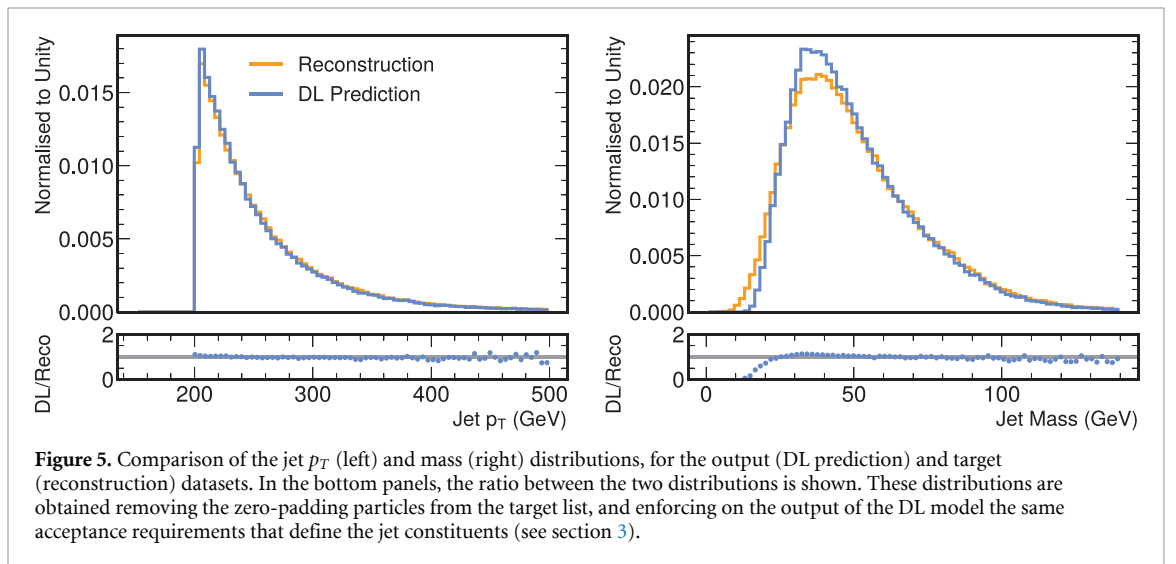 Normalised to Unity
0.015
0.010
0.005
0.000
Reconstruction
DL Prediction
DL/Reco
2
0
200
300
400
500
Jet p_T (GeV)
Normalised to Unity
0.020
0.015
0.010
0.005
0.000
DL/Reco
2
0
0
50
100
Jet Mass (GeV)
Figure 5. Comparison of the jet p_T (left) and mass (right) distributions, for the output (DL prediction) and target
(reconstruction) datasets. In the bottom panels, the ratio between the two distributions is shown. These distributions are
obtained removing the zero-padding particles from the target list, and enforcing on the output of the DL model the same
acceptance requirements that define the jet constituents (see section 3).